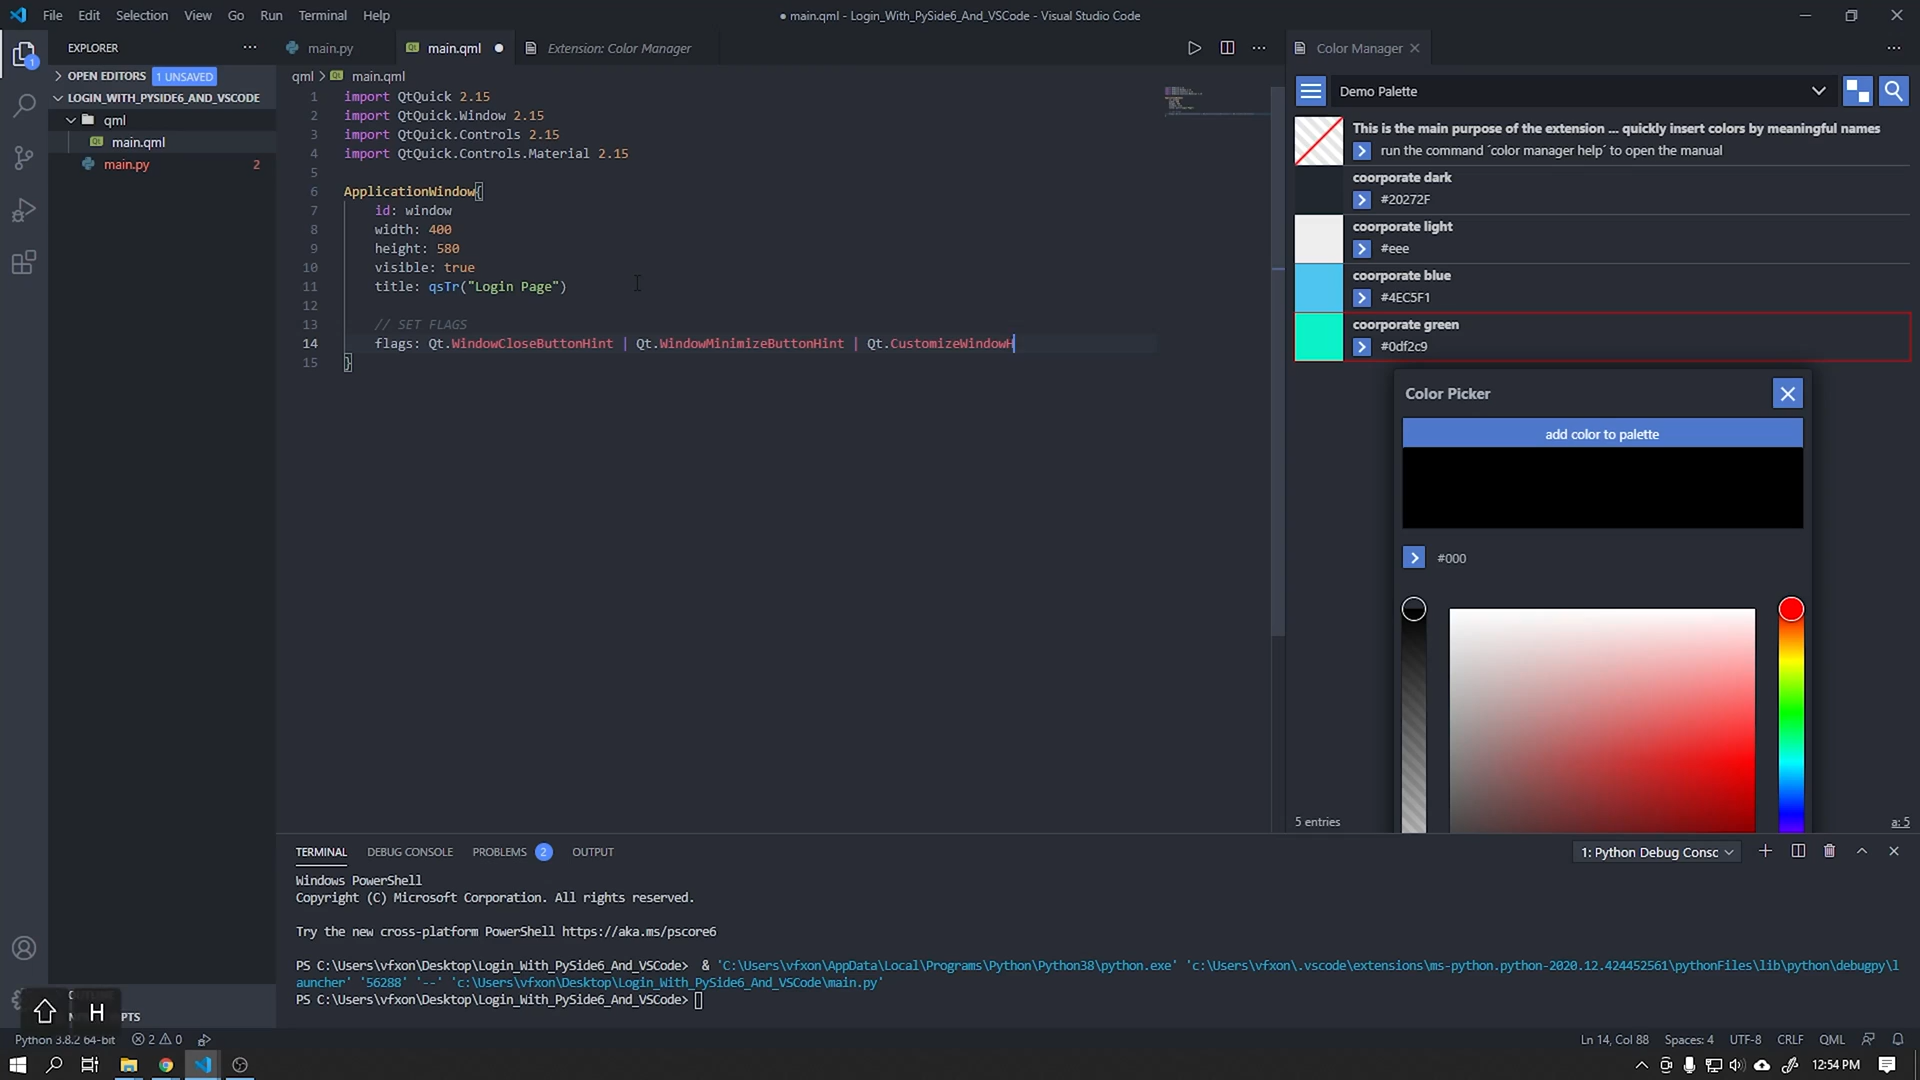 File Edit Selection View Go Run Terminal Help
● main.qml - Login_With_PySide6_And_VSCode - Visual Studio Code
EXPLORER
OPEN EDITORS 1 UNSAVED
LOGIN_WITH_PYSIDE6_AND_VSCODE
qml
main.qml
main.py 2
main.py
main.qml
Extension: Color Manager
qml > main.qml
1 import QtQuick 2.15
2 import QtQuick.Window 2.15
3 import QtQuick.Controls 2.15
4 import QtQuick.Controls.Material 2.15
5
6 ApplicationWindow{
7 id: window
8 width: 400
9 height: 580
10 visible: true
11 title: qsTr("Login Page")
12
13 // SET FLAGS
14 flags: Qt.WindowCloseButtonHint | Qt.WindowMinimizeButtonHint | Qt.CustomizeWindowH
15 }
Color Manager
Demo Palette
This is the main purpose of the extension ... quickly insert colors by meaningful names
run the command ´color manager help´ to open the manual
coorporate dark
#20272F
coorporate light
#eee
coorporate blue
#4EC5F1
coorporate green
#0df2c9
Color Picker
add color to palette
#000
5 entries
a: 5
TERMINAL DEBUG CONSOLE PROBLEMS 2 OUTPUT
1: Python Debug Consc
Windows PowerShell
Copyright (C) Microsoft Corporation. All rights reserved.
Try the new cross-platform PowerShell https://aka.ms/pscore6
PS C:\Users\vfxon\Desktop\Login_With_PySide6_And_VSCode> & 'C:\Users\vfxon\AppData\Local\Programs\Python\Python38\python.exe' 'c:\Users\vfxon\.vscode\extensions\ms-python.python-2020.12.424452561\pythonFiles\lib\python\debugpy\l
auncher' '56288' '--' 'c:\Users\vfxon\Desktop\Login_With_PySide6_And_VSCode\main.py'
PS C:\Users\vfxon\Desktop\Login_With_PySide6_And_VSCode>
H
PTS
Python 3.8.2 64-bit 2 0
Ln 14, Col 88 Spaces: 4 UTF-8 CRLF QML
12:54 PM